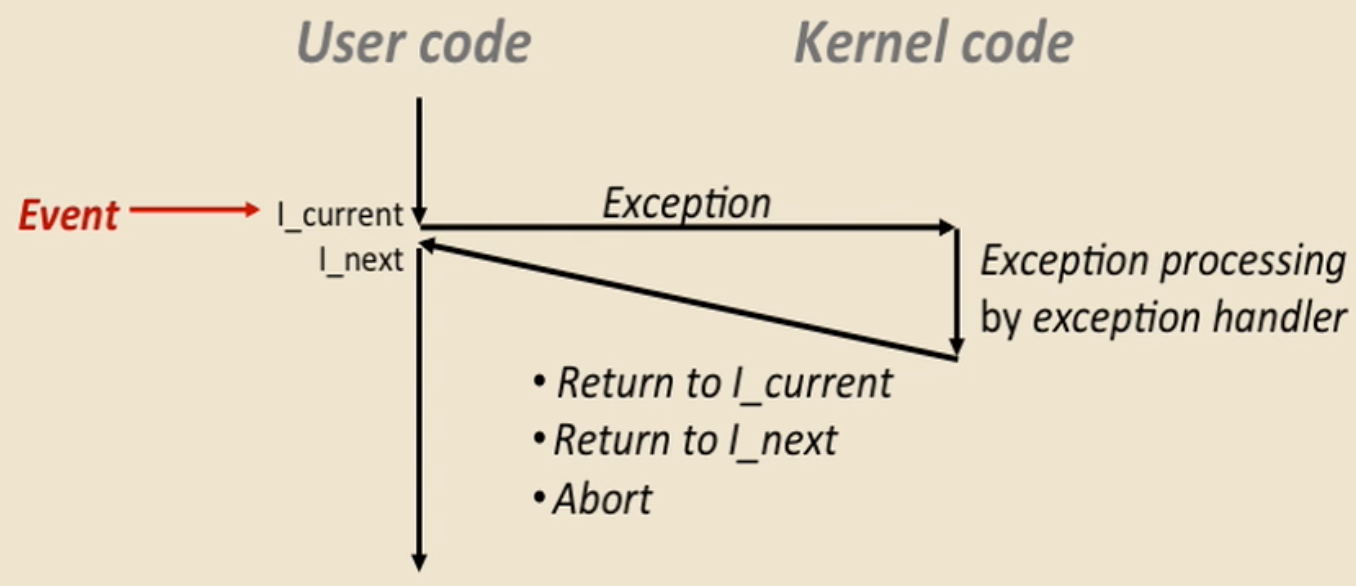 User code
Kernel code
Event
I_current
Exception
I_next
Exception processing
by exception handler
• Return to I_current
• Return to I_next
• Abort